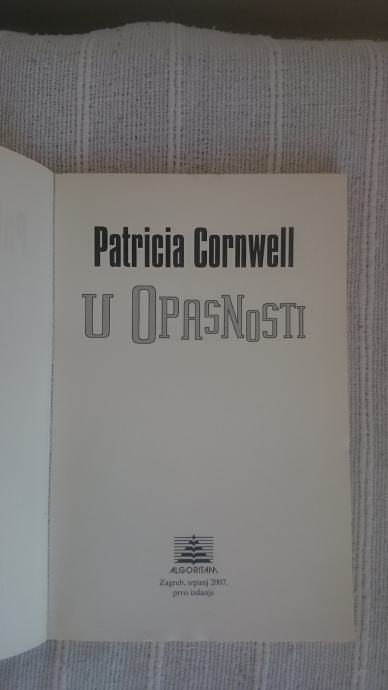 Patricia Cornwell
U OPASNOSTI
ALGORITAM
Zagreb, srpanj 2007.
prvo izdanje